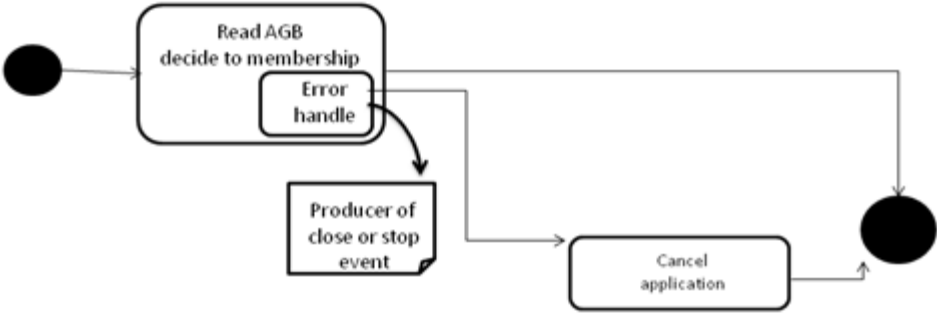 Read AGB
decide to membership
Error
handle
Producer of
close or stop
event
Cancel
application